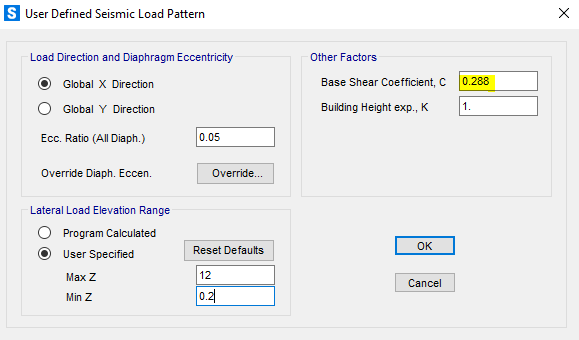 S User Defined Seismic Load Pattern
Load Direction and Diaphragm Eccentricity
Global X Direction
Global Y Direction
Ecc. Ratio (All Diaph.) 0.05
Override Diaph. Eccen. Override...
Other Factors
Base Shear Coefficient, C 0.288
Building Height exp., K 1.
Lateral Load Elevation Range
Program Calculated
User Specified Reset Defaults
Max Z 12
Min Z 0.2
OK
Cancel